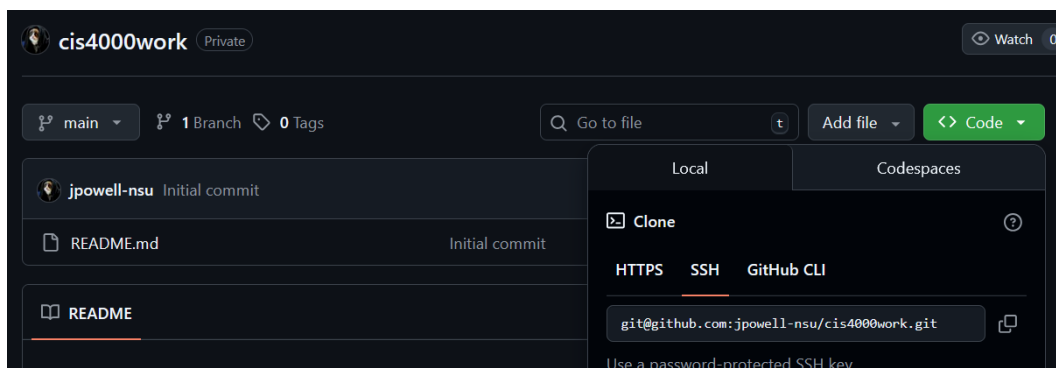 cis4000work Private
Watch 0
main 1 Branch 0 Tags
Go to file t Add file <> Code
Local Codespaces
jpowell-nsu Initial commit
Clone
README.md Initial commit
HTTPS SSH GitHub CLI
README
git@github.com:jpowell-nsu/cis4000work.git
Use a password-protected SSH key